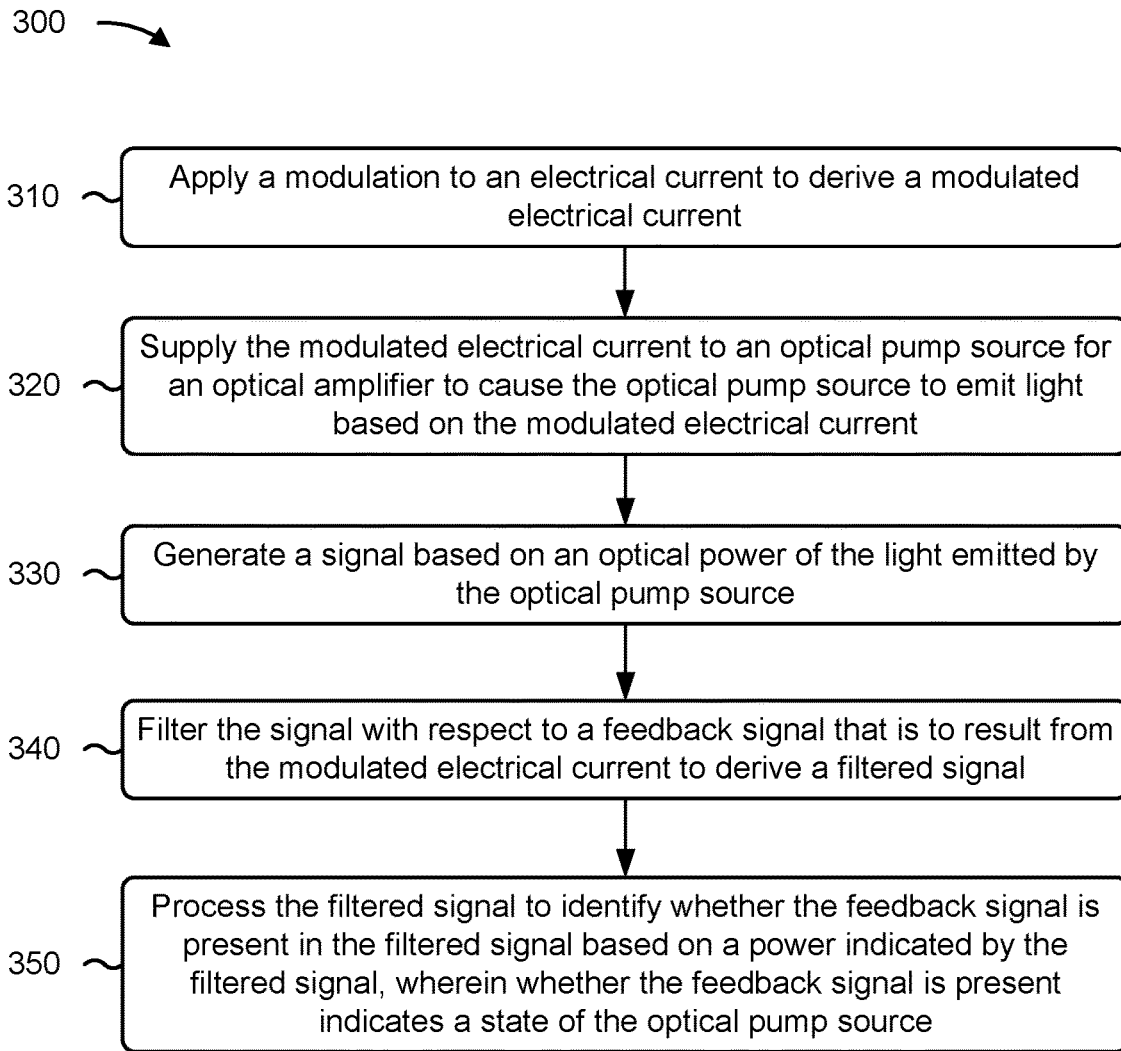 300
310
Apply a modulation to an electrical current to derive a modulated
electrical current
320
Supply the modulated electrical current to an optical pump source for
an optical amplifier to cause the optical pump source to emit light
based on the modulated electrical current
330
Generate a signal based on an optical power of the light emitted by
the optical pump source
340
Filter the signal with respect to a feedback signal that is to result from
the modulated electrical current to derive a filtered signal
350
Process the filtered signal to identify whether the feedback signal is
present in the filtered signal based on a power indicated by the
filtered signal, wherein whether the feedback signal is present
indicates a state of the optical pump source